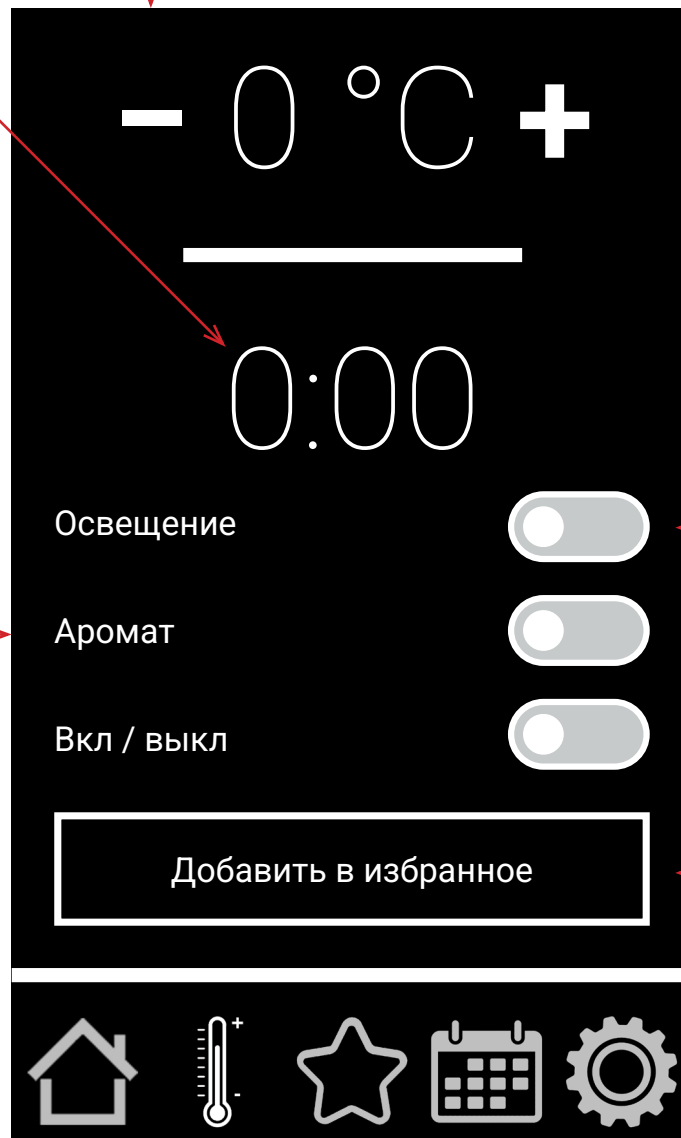 - 0 °C +
0:00
Освещение
Аромат
Вкл / выкл
Добавить в избранное
+
-